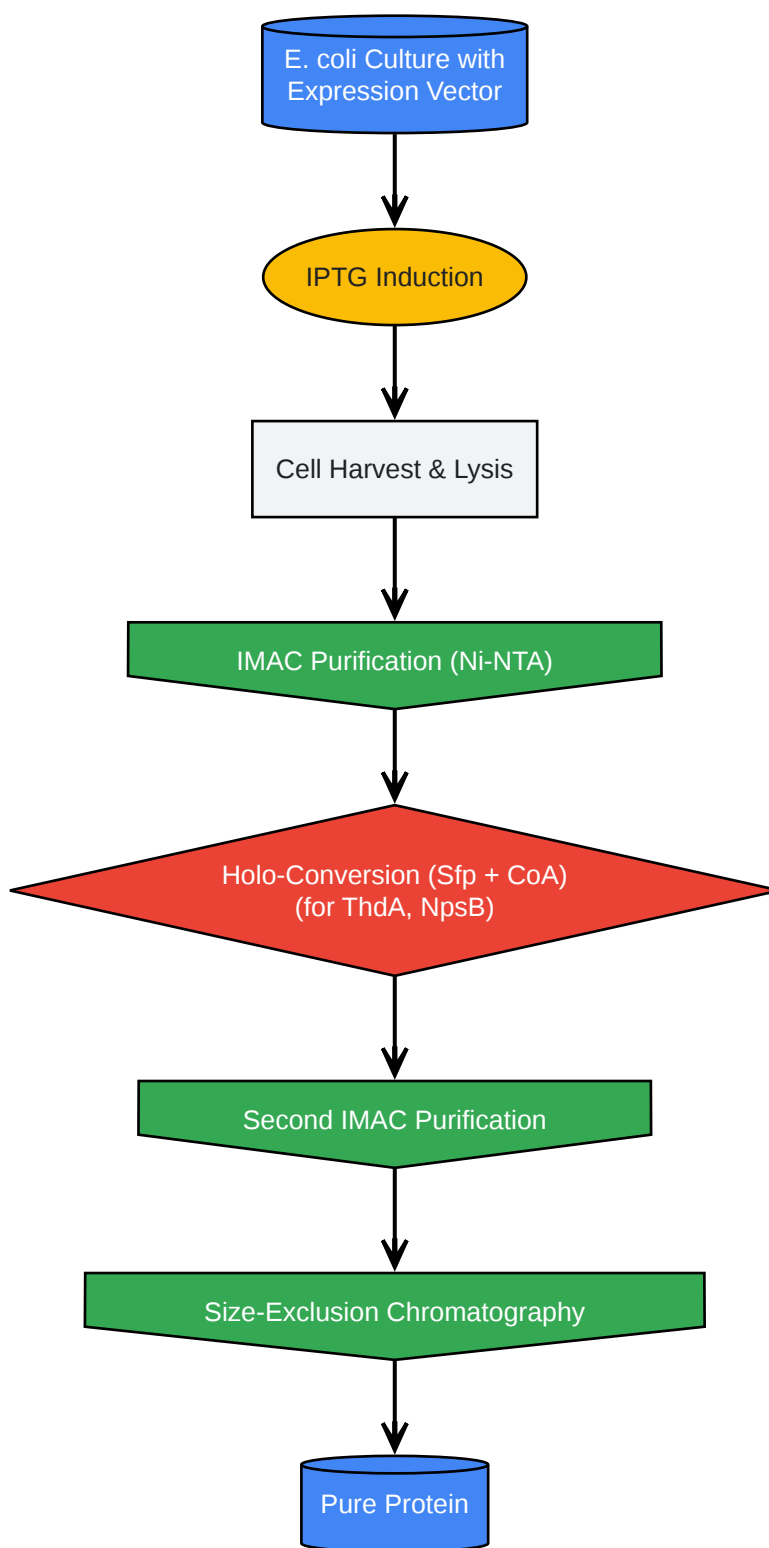 E. coli Culture with
Expression Vector
IPTG Induction
Cell Harvest & Lysis
IMAC Purification (Ni-NTA)
Holo-Conversion (Sfp + CoA)
(for ThdA, NpsB)
Second IMAC Purification
Size-Exclusion Chromatography
Pure Protein